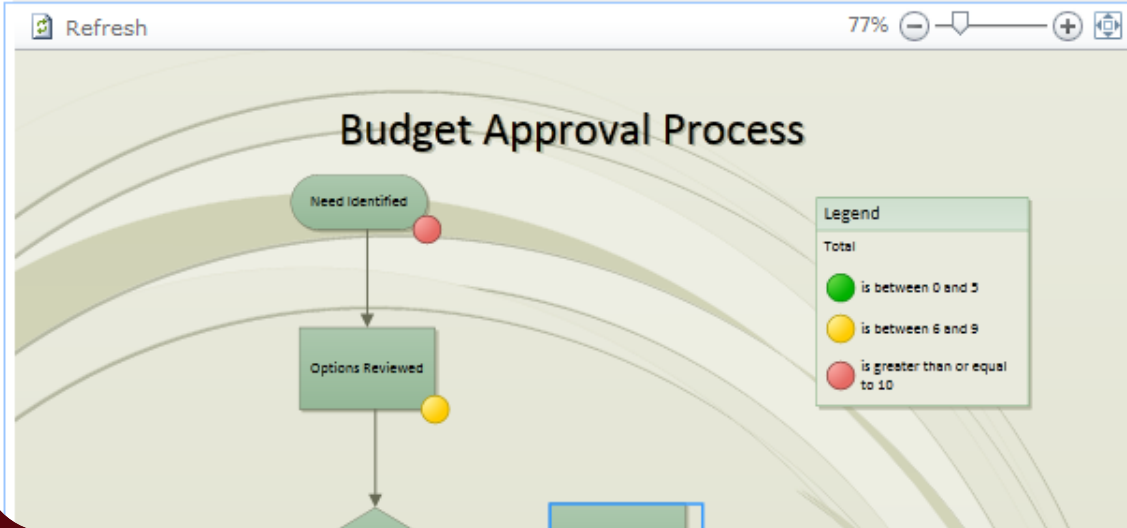 Refresh
77%
Budget Approval Process
Need Identified
Legend
Total
is between 0 and 5
is between 6 and 9
is greater than or equal
to 10
Options Reviewed